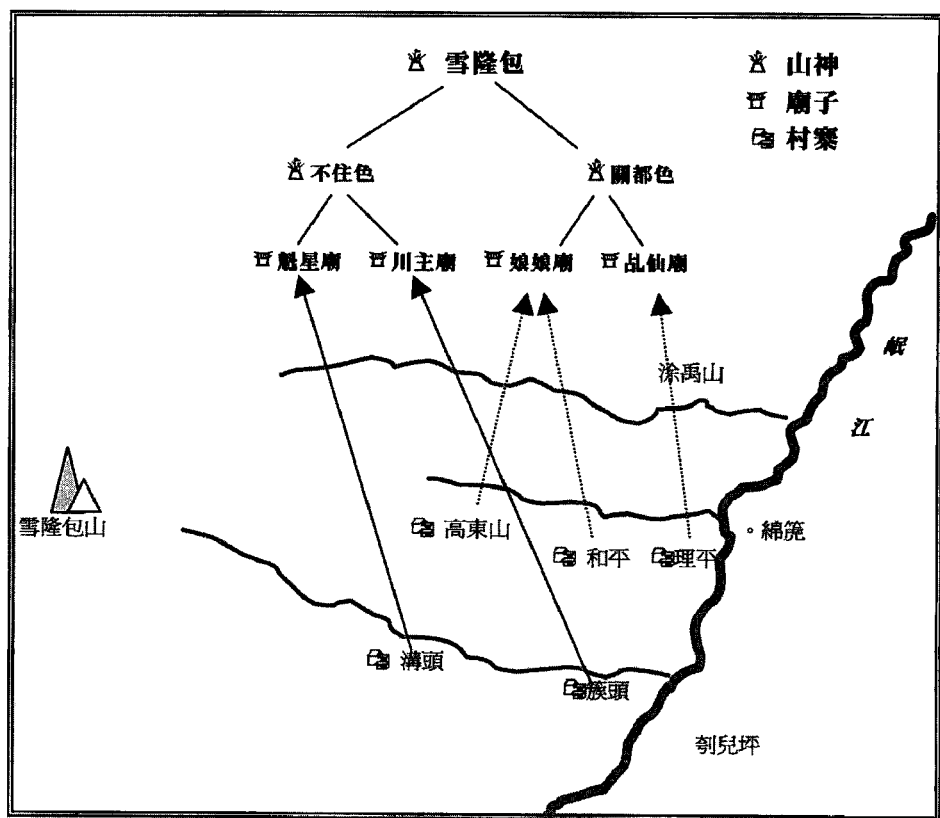 雪隆包
山神
廟子
村寨
不住色
關都色
魁星廟
川主廟
娘娘廟
乩仙廟
岷江
涂禹山
雪隆包山
高東山
綿箎
和平
理平
溝頭
簇頭
刳兒坪